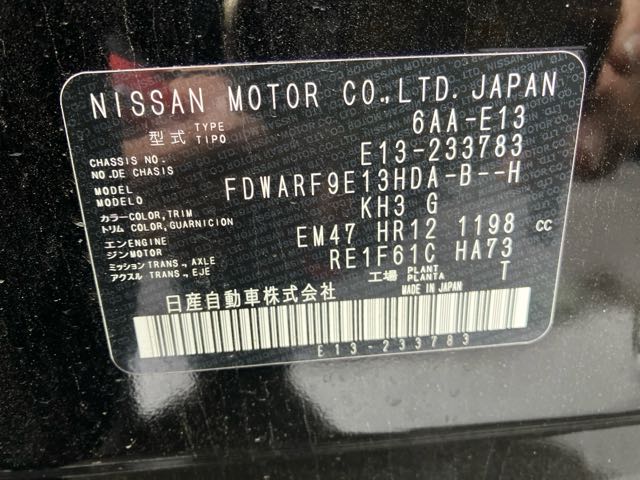 NISSAN MOTOR CO.,LTD.JAPAN
型式 TYPE TIPO 6AA-E13
CHASSIS NO. NO DE CHASIS E13-233783
MODEL MODELO FDWARF9E13HDA-B--H
カラー COLOR,TRIM トリム COLOR,GUARNICION KH3 G
エンジン ENGINE MOTOR EM47 HR12 1198 CC
ミッション TRANS.,AXLE アクスル TRANS.,EJE RE1F61C HA73
工場 PLANT PLANTA T
日産自動車株式会社 MADE IN JAPAN
E13-233783